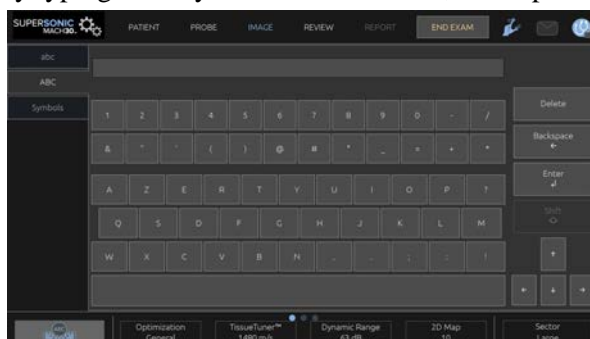 SUPERSONIC
MACH30
PATIENT PROBE IMAGE REVIEW REPORT END EXAM
abc
ABC
Symbols
1 2 3 4 5 6 7 8 9 0 - /
Delete
& ( ) @ # * _ = +
Backspace
←
A Z E R T Y U I O P ?
Enter
Q S D F G H J K L M
Shift
W X C V B N . : !
Optimization
General
TissueTuner™
1480 m/s
Dynamic Range
63 dB
2D Map
10
Sector
Large